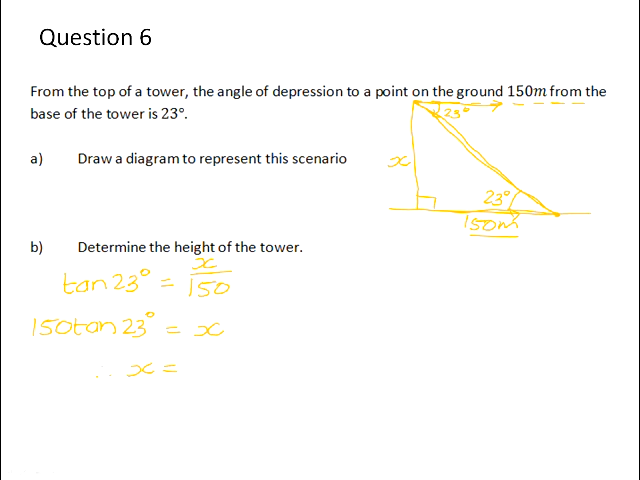 Question 6
From the top of a tower, the angle of depression to a point on the ground 150m from the
base of the tower is 23°.
23°
a) Draw a diagram to represent this scenario
x
23°
150m
b) Determine the height of the tower.
tan 23° = x/150
150tan 23° = x
x =